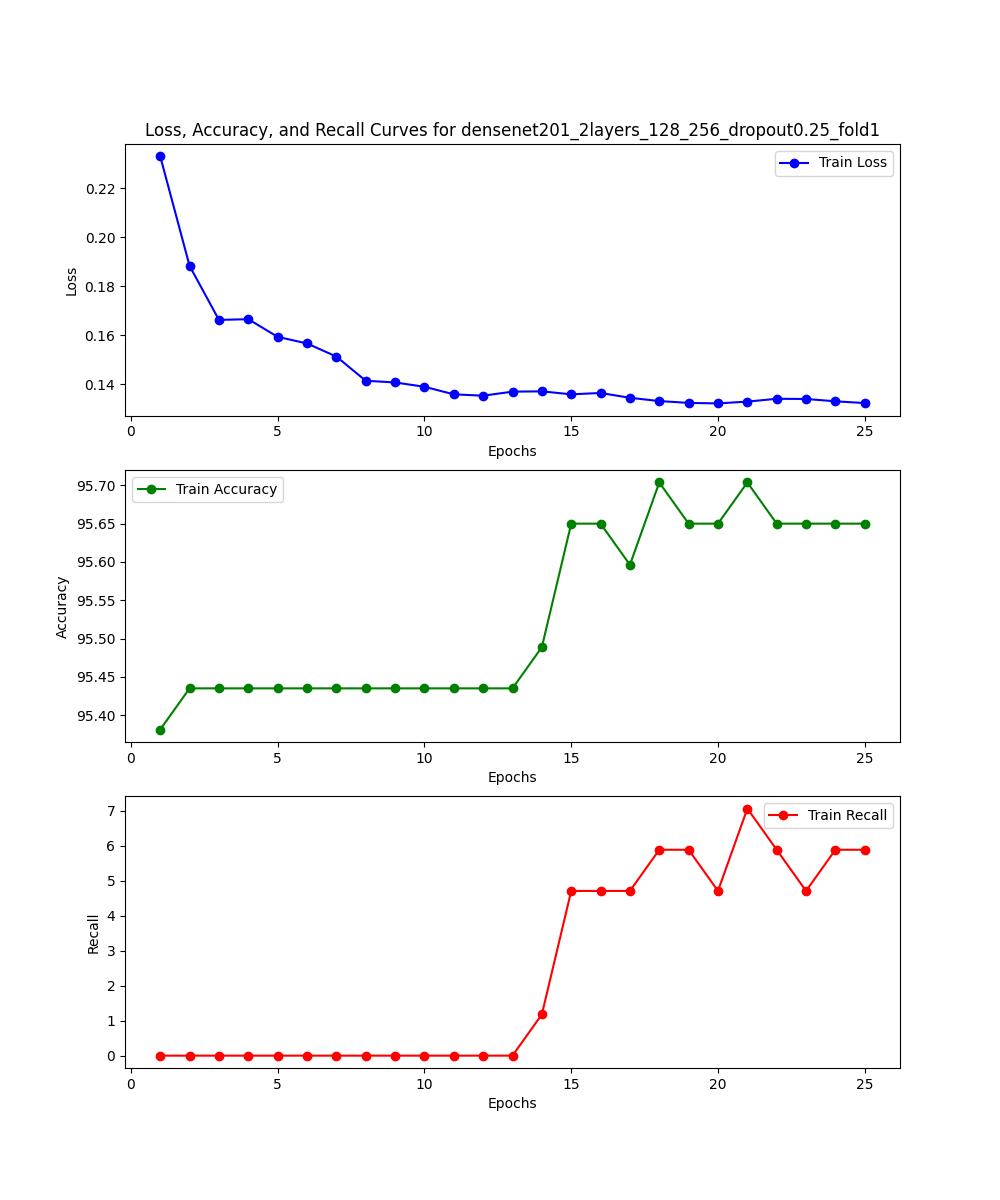 Loss, Accuracy, and Recall Curves for densenet201_2layers_128_256_dropout0.25_fold1
Train Loss
0.22
0.20
0.18
0.16
0.14
Loss
0 5 10 15 20 25
Epochs
Train Accuracy
95.70
95.65
95.60
95.55
95.50
95.45
95.40
Accuracy
0 5 10 15 20 25
Epochs
Train Recall
7
6
5
4
3
2
1
0
Recall
0 5 10 15 20 25
Epochs